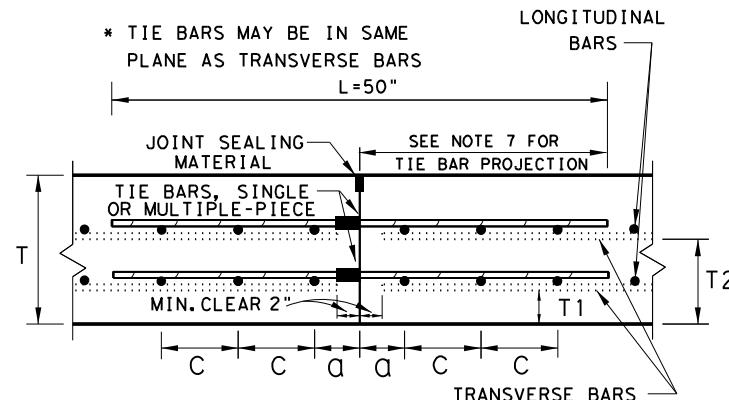 * TIE BARS MAY BE IN SAME
PLANE AS TRANSVERSE BARS
LONGITUDINAL
BARS
L=50"
JOINT SEALING
MATERIAL
SEE NOTE 7 FOR
TIE BAR PROJECTION
TIE BARS, SINGLE
OR MULTIPLE-PIECE
T
T2
MIN. CLEAR 2"
T1
C
C
a
a
C
C
TRANSVERSE BARS